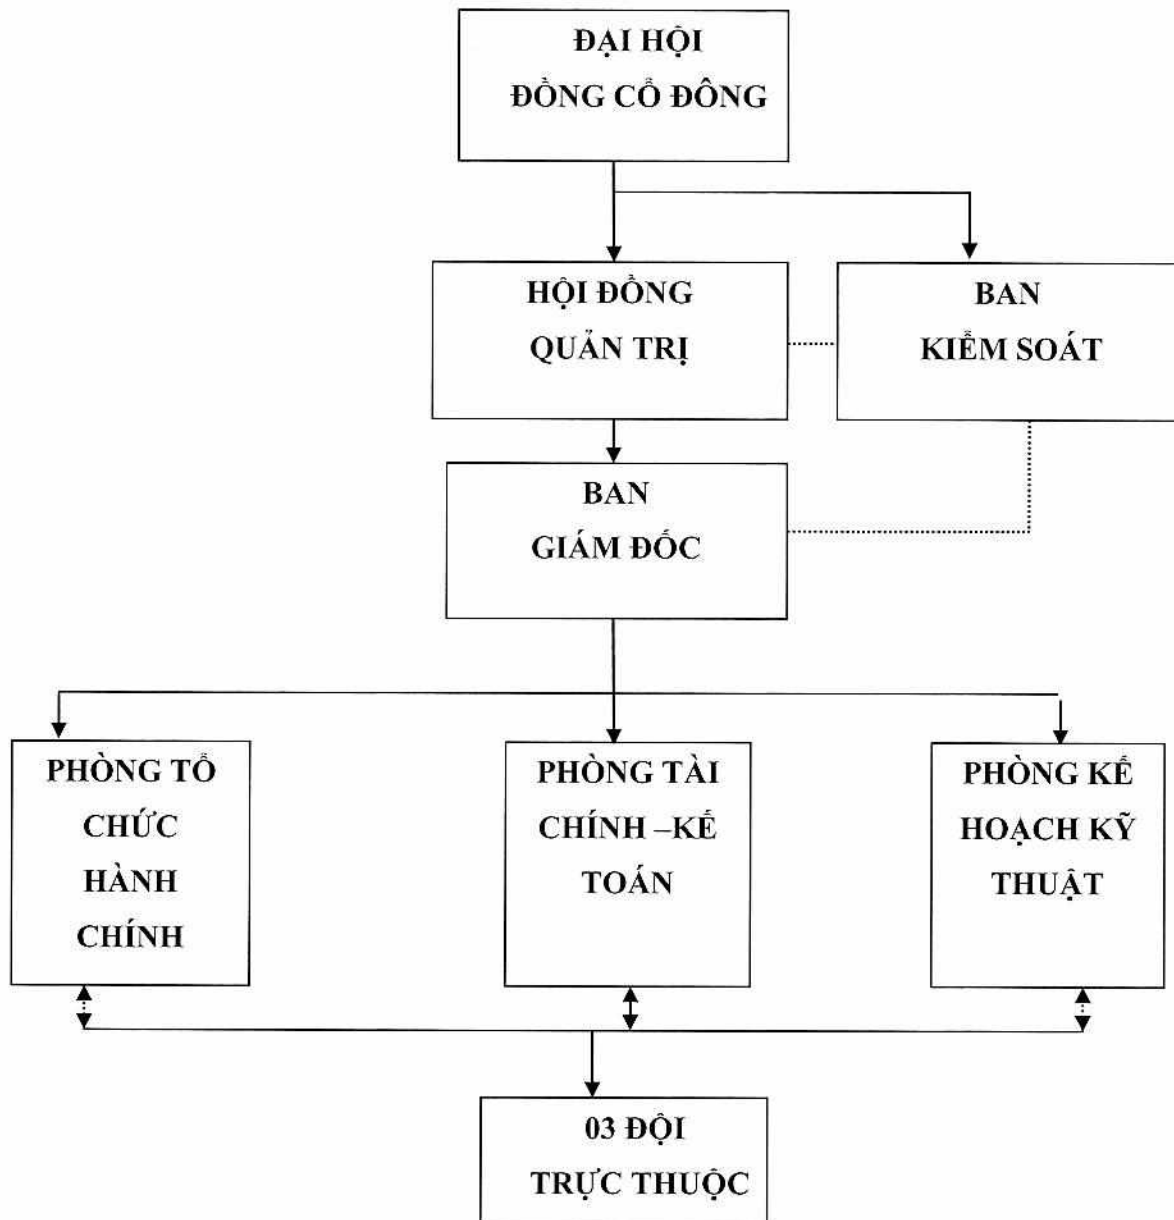 ĐẠI HỘI
ĐỒNG CỔ ĐÔNG
HỘI ĐỒNG
QUẢN TRỊ
BAN
KIỂM SOÁT
BAN
GIÁM ĐỐC
PHÒNG TỔ
CHỨC
HÀNH
CHÍNH
PHÒNG TÀI
CHÍNH –KẾ
TOÁN
PHÒNG KẾ
HOẠCH KỸ
THUẬT
03 ĐỘI
TRỰC THUỘC